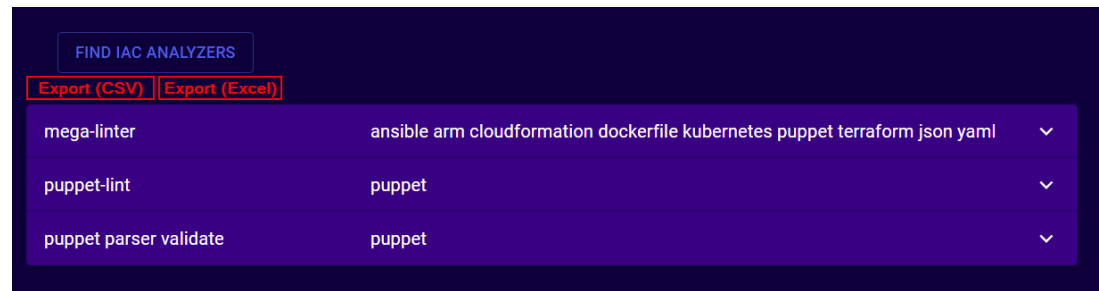 FIND IAC ANALYZERS
Export (CSV) Export (Excel)
mega-linter ansible arm cloudformation dockerfile kubernetes puppet terraform json yaml
puppet-lint puppet
puppet parser validate puppet